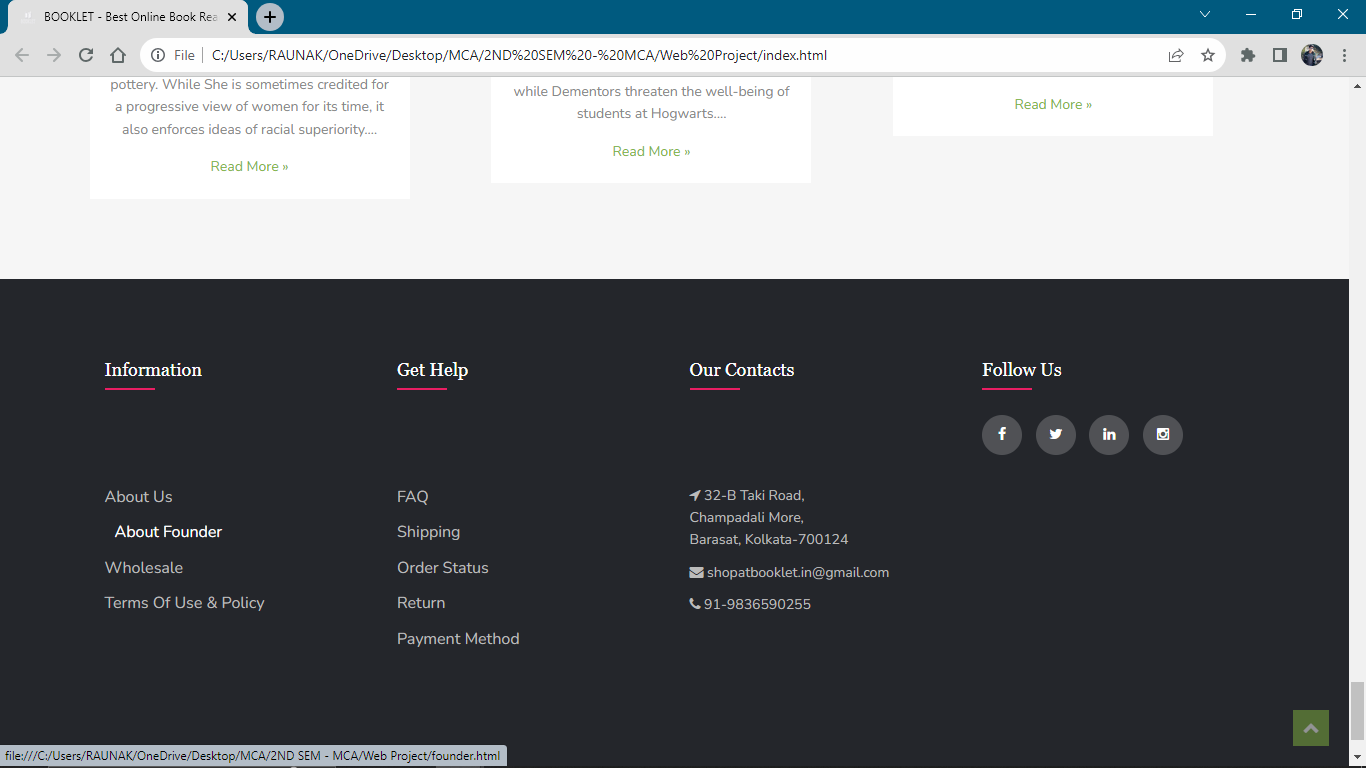 BOOKLET - Best Online Book Rea
File
C:/Users/RAUNAK/OneDrive/Desktop/MCA/2ND%20SEM%20-%20MCA/Web%20Project/index.html
pottery. While She is sometimes credited for
a progressive view of women for its time, it
also enforces ideas of racial superiority....
Read More »
while Dementors threaten the well-being of
students at Hogwarts....
Read More »
Read More »
Information
About Us
About Founder
Wholesale
Terms Of Use & Policy
Get Help
FAQ
Shipping
Order Status
Return
Payment Method
Our Contacts
32-B Taki Road,
Champadali More,
Barasat, Kolkata-700124
shopatbooklet.in@gmail.com
91-9836590255
Follow Us
file:///C:/Users/RAUNAK/OneDrive/Desktop/MCA/2ND SEM - MCA/Web Project/founder.html